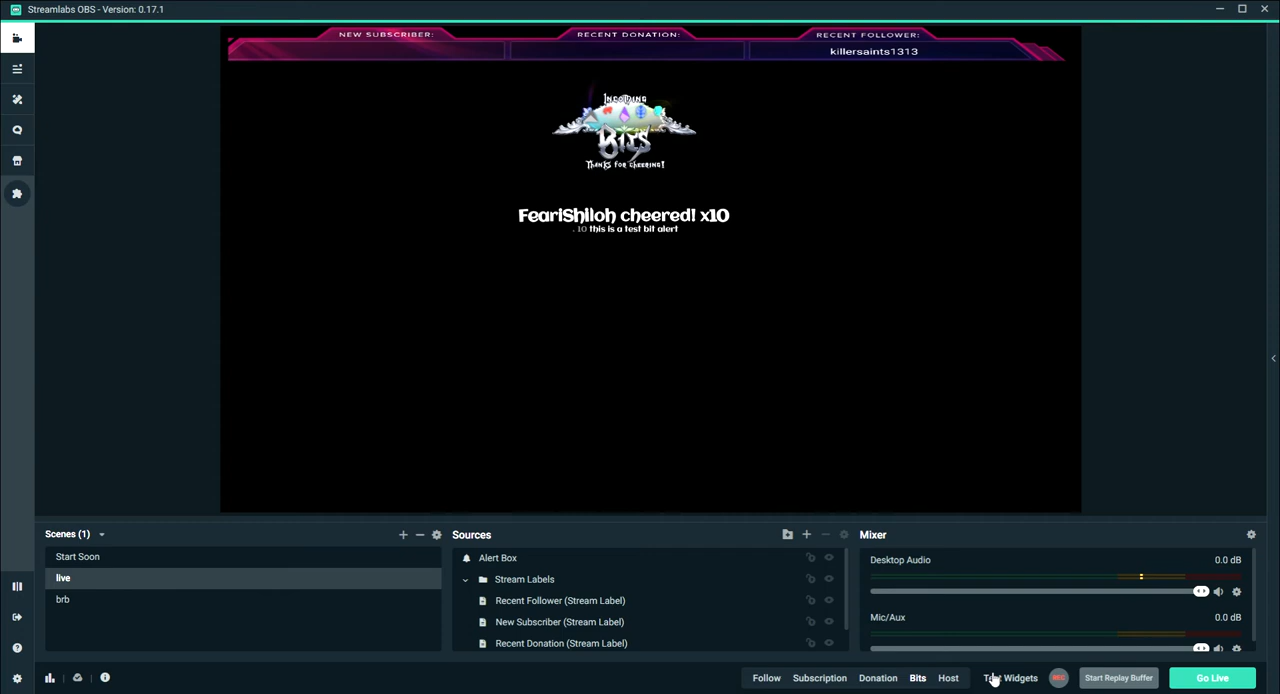 Streamlabs OBS - Version: 0.17.1
NEW SUBSCRIBER:
RECENT DONATION:
RECENT FOLLOWER:
killersaints1313
INCOMING
BITS
THANKS FOR CHEERING!
FeariShiloh cheered! x10
. 10 this is a test bit alert
Scenes (1)
Start Soon
live
brb
Sources
Alert Box
Stream Labels
Recent Follower (Stream Label)
New Subscriber (Stream Label)
Recent Donation (Stream Label)
Mixer
Desktop Audio 0.0 dB
Mic/Aux 0.0 dB
Follow Subscription Donation Bits Host
Test Widgets
REC
Start Replay Buffer
Go Live